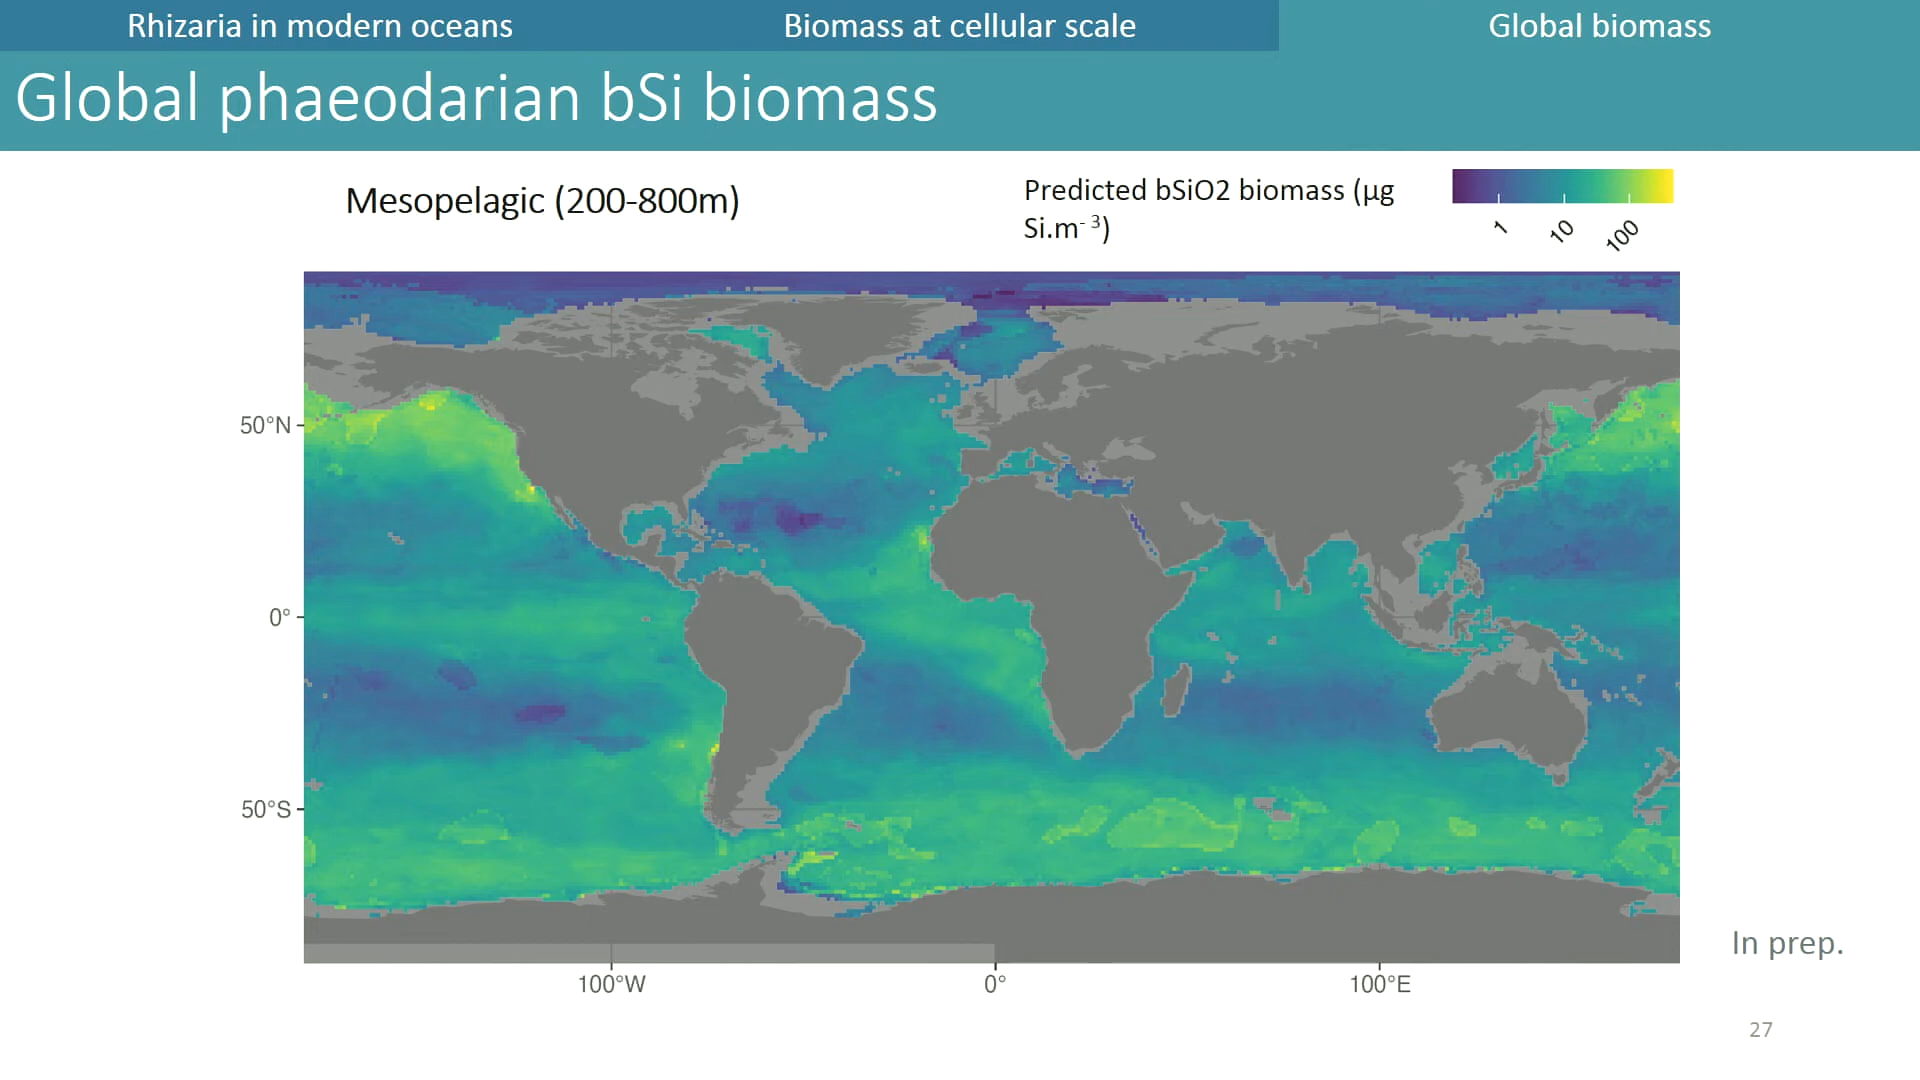 Rhizaria in modern oceans
Biomass at cellular scale
Global biomass
Global phaeodarian bSi biomass
Mesopelagic (200-800m)
Predicted bSiO2 biomass (µg
Si.m⁻ ³)
1
10
100
50°N
0°
50°S
100°W
0°
100°E
In prep.
27